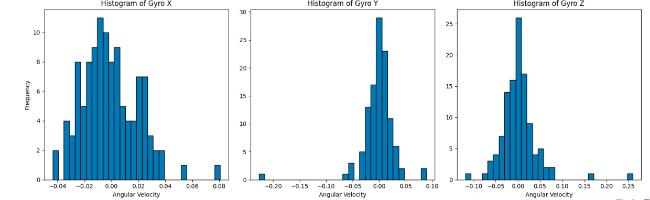 Histogram of Gyro X
Frequency
10
8
6
4
2
0
-0.04 -0.02 0.00 0.02 0.04 0.06 0.08
Angular Velocity
Histogram of Gyro Y
30
25
20
15
10
5
0
-0.20 -0.15 -0.10 -0.05 0.00 0.05 0.10
Angular Velocity
Histogram of Gyro Z
25
20
15
10
5
0
-0.10 -0.05 0.00 0.05 0.10 0.15 0.20 0.25
Angular Velocity